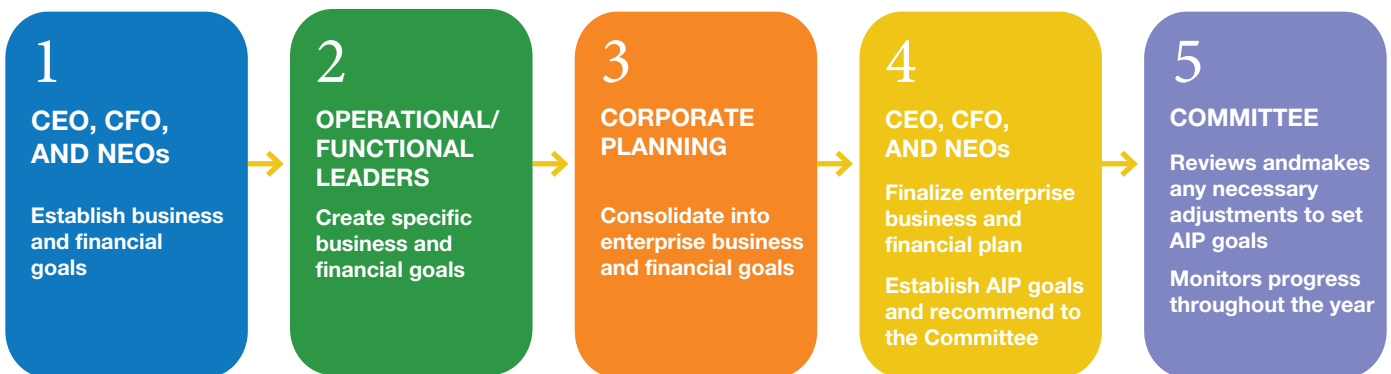 1
CEO, CFO,
AND NEOs
Establish business
and financial
goals
2
OPERATIONAL/
FUNCTIONAL
LEADERS
Create specific
business and
financial goals
3
CORPORATE
PLANNING
Consolidate into
enterprise business
and financial goals
4
CEO, CFO,
AND NEOs
Finalize enterprise
business and
financial plan
Establish AIP goals
and recommend to
the Committee
5
COMMITTEE
Reviews andmakes
any necessary
adjustments to set
AIP goals
Monitors progress
throughout the year